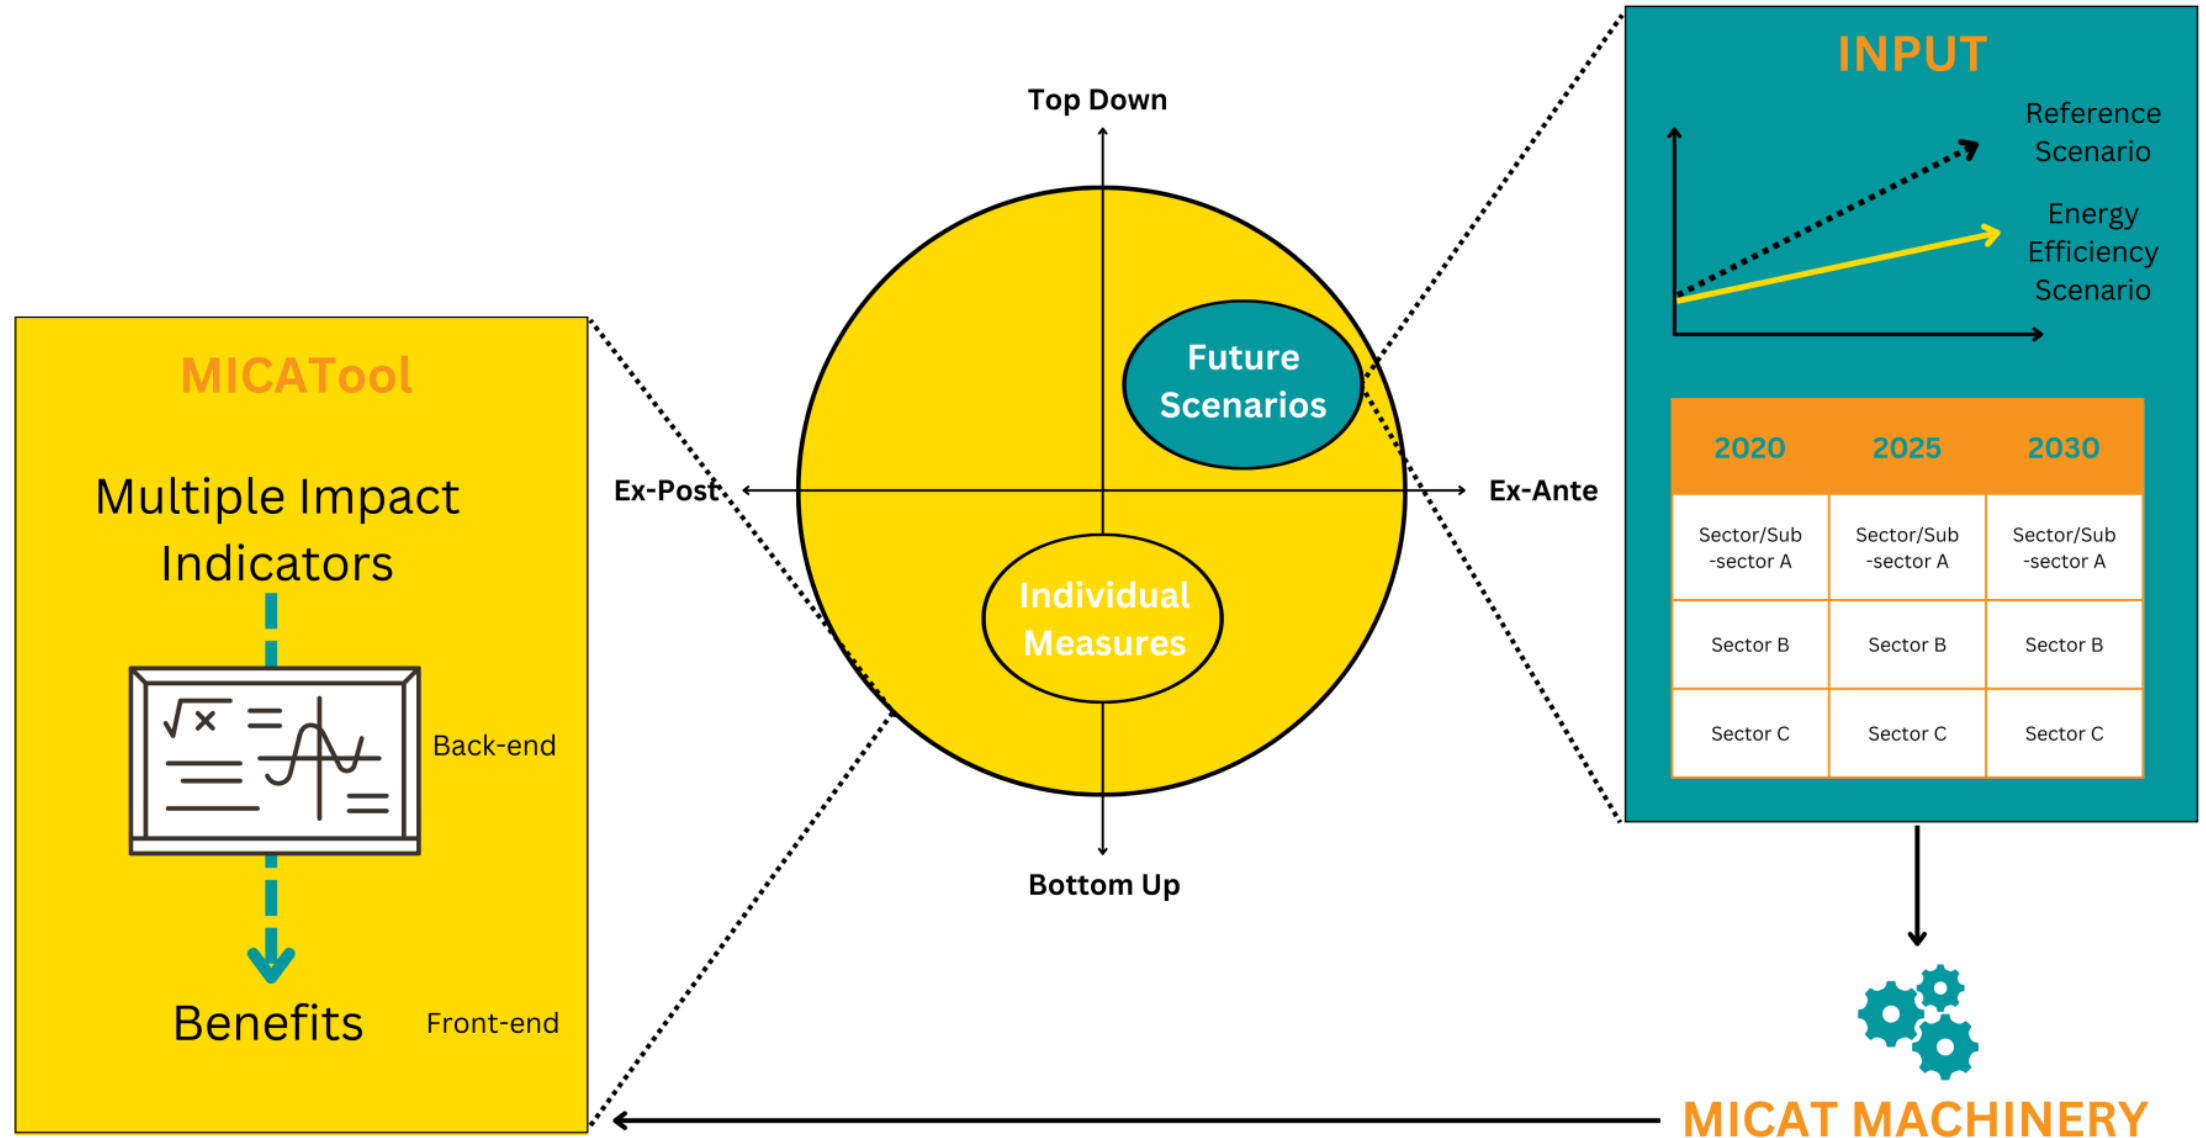 MICATool
Multiple Impact
Indicators
√x
=
=
Back-end
Benefits
Front-end
Top Down
Ex-Post
Ex-Ante
Future
Scenarios
Individual
Measures
Bottom Up
INPUT
Reference
Scenario
Energy
Efficiency
Scenario
2020 2025 2030
Sector/Sub Sector/Sub Sector/Sub
-sector A -sector A -sector A
Sector B Sector B Sector B
Sector C Sector C Sector C
MICAT MACHINERY